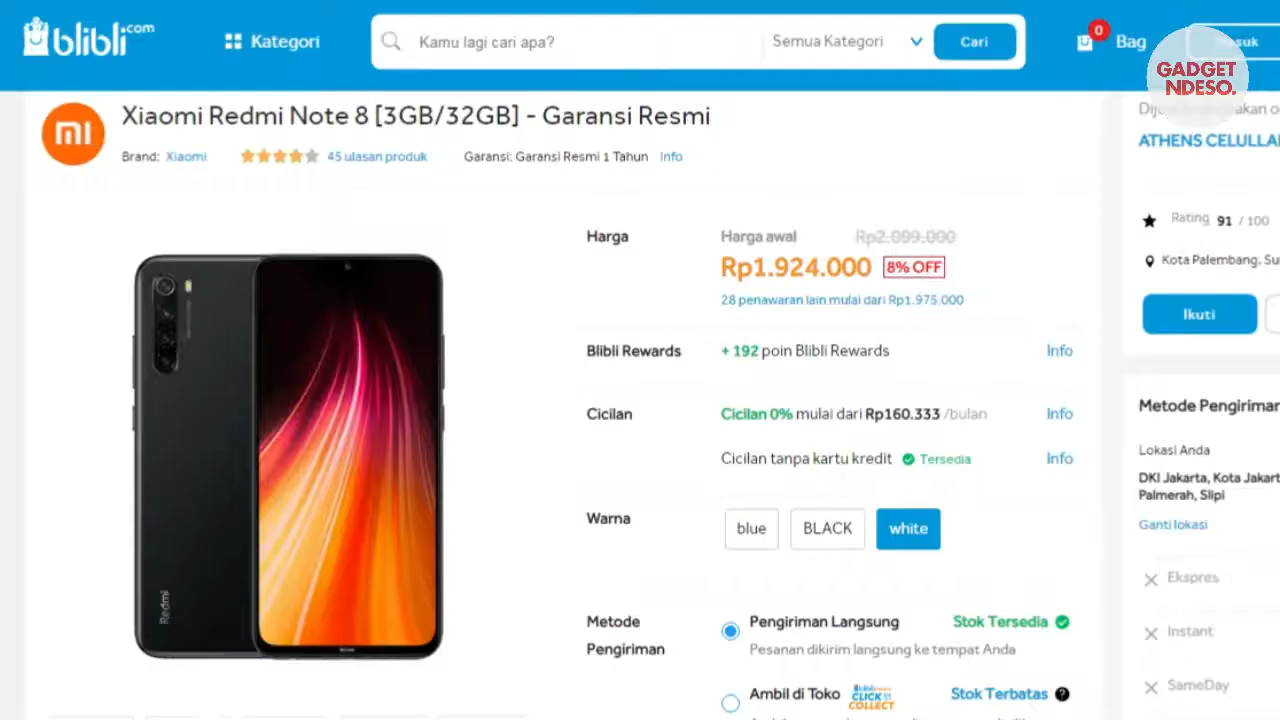 blibli.com
Kategori
Kamu lagi cari apa?
Semua Kategori
Cari
0
Bag
GADGET
NDESO.
mi
Xiaomi Redmi Note 8 [3GB/32GB] - Garansi Resmi
Brand: Xiaomi
45 ulasan produk
Garansi: Garansi Resmi 1 Tahun
Info
ATHENS CELULLA
Rating 91 / 100
Kota Palembang, Su
Ikuti
Harga
Harga awal
Rp2.099.000
Rp1.924.000
8% OFF
28 penawaran lain mulai dari Rp1.975.000
Blibli Rewards
+ 192 poin Blibli Rewards
Info
Cicilan
Cicilan 0% mulai dari Rp160.333 /bulan
Info
Cicilan tanpa kartu kredit
Tersedia
Info
Warna
blue
BLACK
white
Metode
Pengiriman
Pengiriman Langsung
Stok Tersedia
Pesanan dikirim langsung ke tempat Anda
Ambil di Toko
CLICK
COLLECT
Stok Terbatas
?
Redmi
Metode Pengiriman
Lokasi Anda
DKI Jakarta, Kota Jakart
Palmerah, Slipi
Ganti lokasi
Ekspres
Instant
SameDay